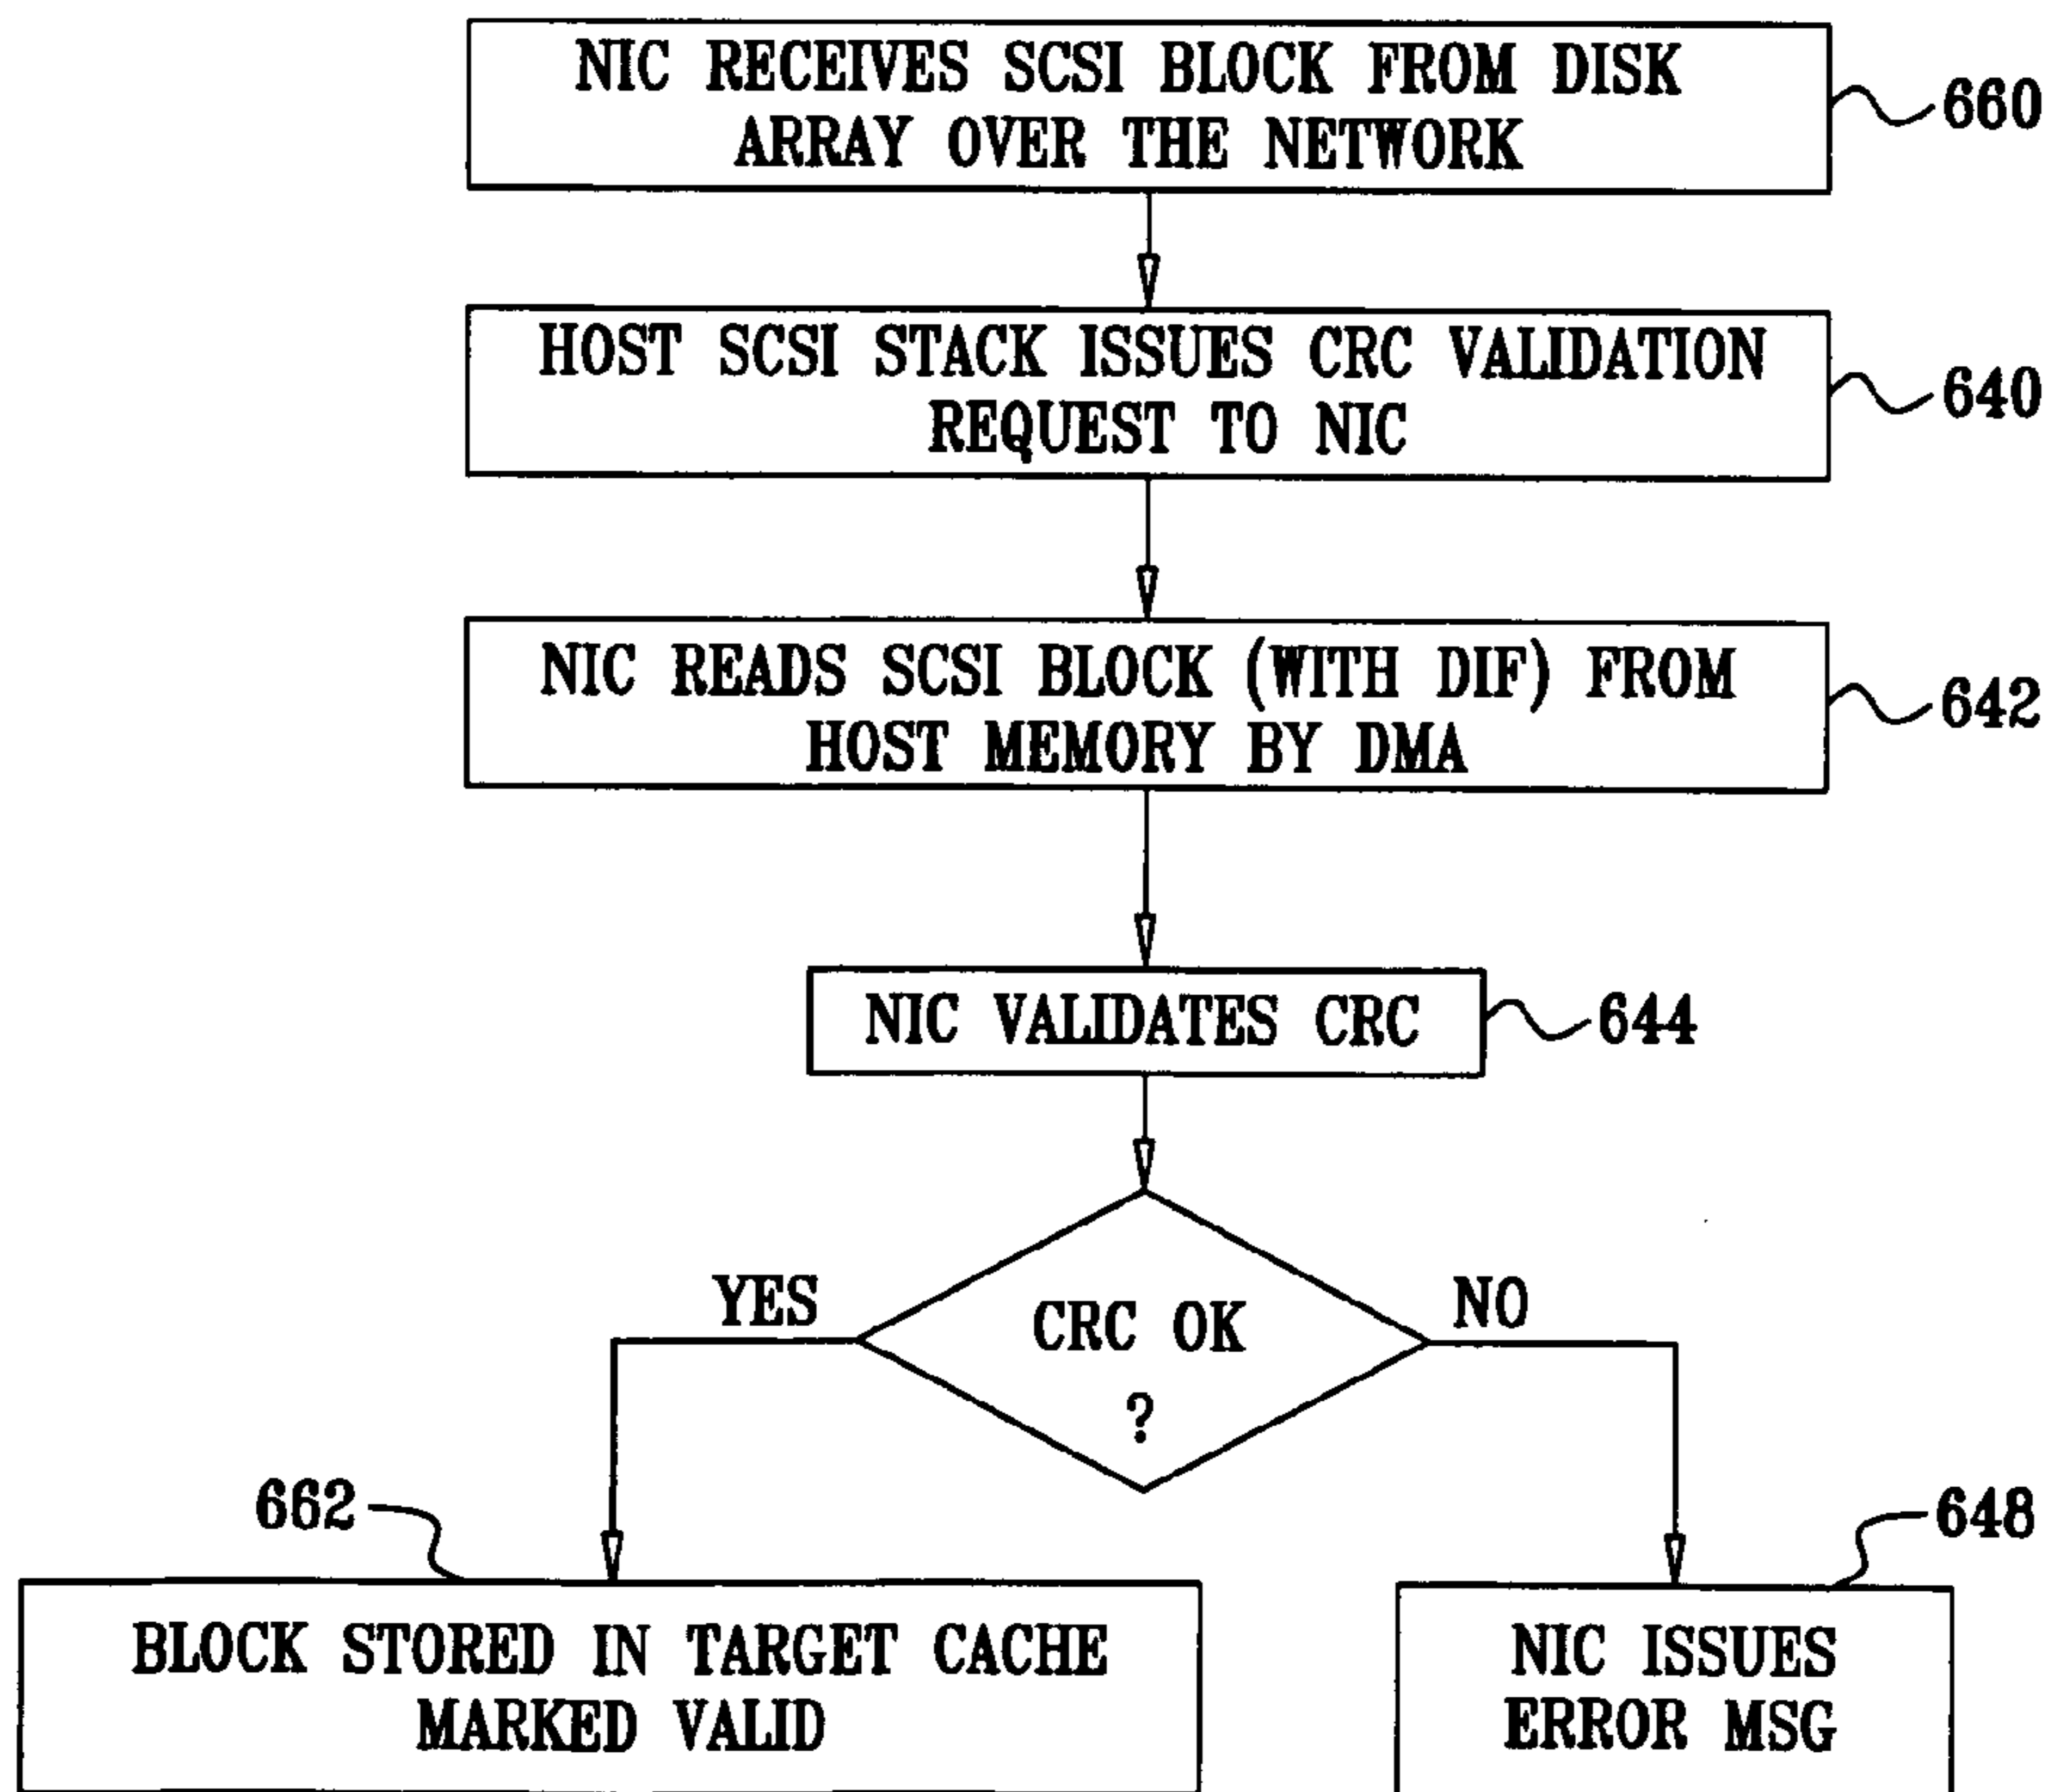 NIC RECEIVES SCSI BLOCK FROM DISK
ARRAY OVER THE NETWORK
660
HOST SCSI STACK ISSUES CRC VALIDATION
REQUEST TO NIC
640
NIC READS SCSI BLOCK (WITH DIF) FROM
HOST MEMORY BY DMA
642
NIC VALIDATES CRC
644
YES
CRC OK
?
NO
662
648
BLOCK STORED IN TARGET CACHE
MARKED VALID
NIC ISSUES
ERROR MSG